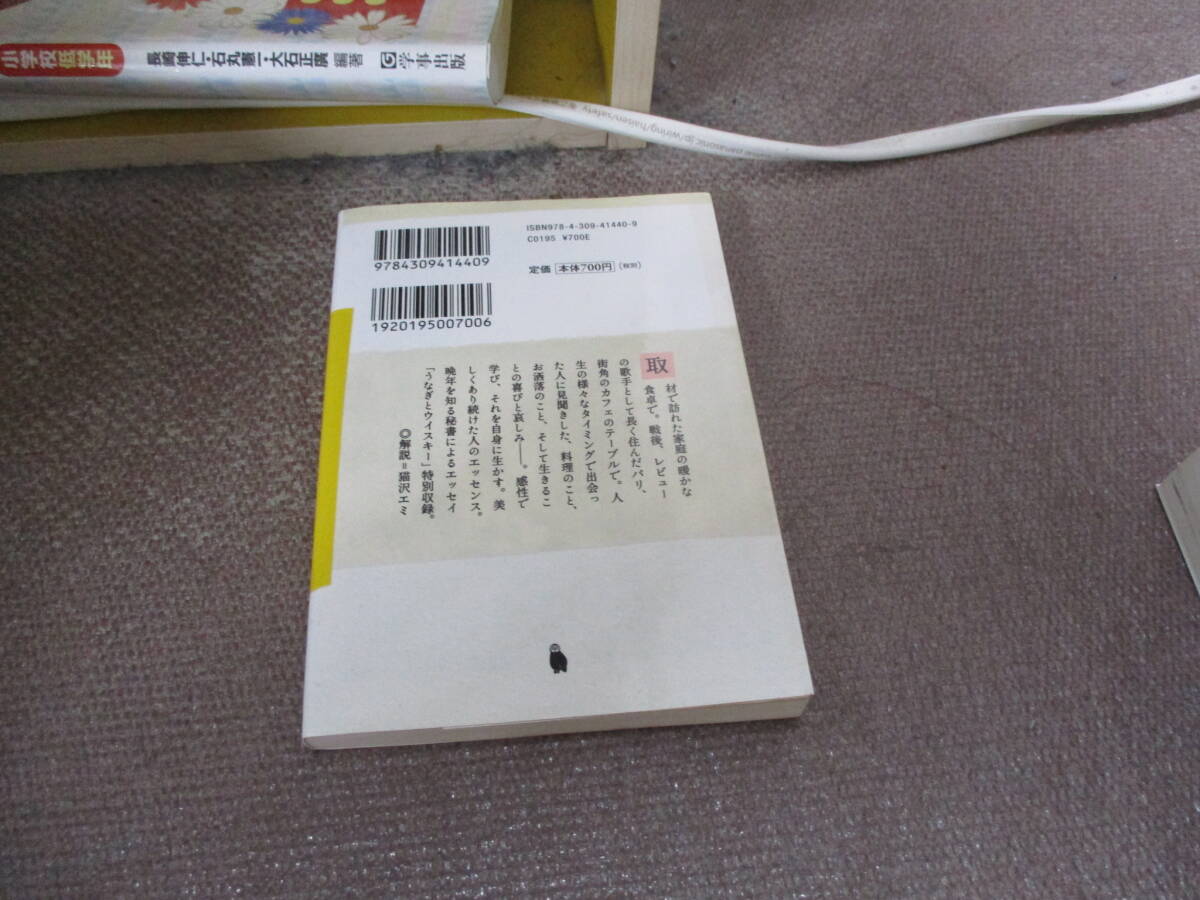 小学校低学年
長崎伸仁・石丸憲一・大石正廣 編著
学事出版
ISBN978-4-309-41440-9
C0195 ¥700E
定価 本体700円 (税別)
9784309414409
1920195007006
取材で訪れた家庭の暖かな
食卓で。戦後、レビュー
の歌手として長く住んだパリ、
街角のカフェのテーブルで。人
生の様々なタイミングで出会っ
た人に見聞きした、料理のこと、
お洒落のこと、そして生きるこ
との喜びと哀しみ――。感性で
学び、それを自身に生かす。美
しくあり続けた人のエッセンス。
晩年を知る秘書によるエッセイ
「うなぎとウイスキー」特別収録。
◎解説＝猫沢エミ
panasonic.jp/wiring/haisen/safety